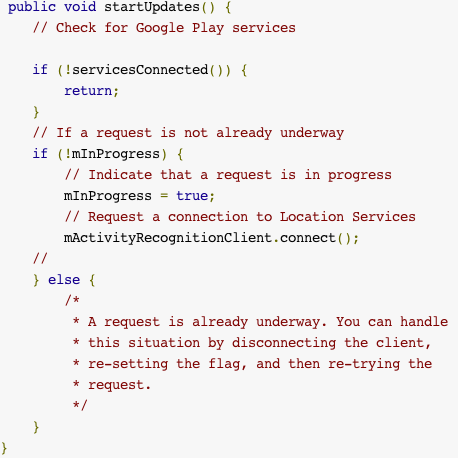 public void startUpdates() {
// Check for Google Play services
if (!servicesConnected()) {
return;
}
// If a request is not already underway
if (!mInProgress) {
// Indicate that a request is in progress
mInProgress = true;
// Request a connection to Location Services
mActivityRecognitionClient.connect();
//
} else {
/*
* A request is already underway. You can handle
* this situation by disconnecting the client,
* re-setting the flag, and then re-trying the
* request.
*/
}
}